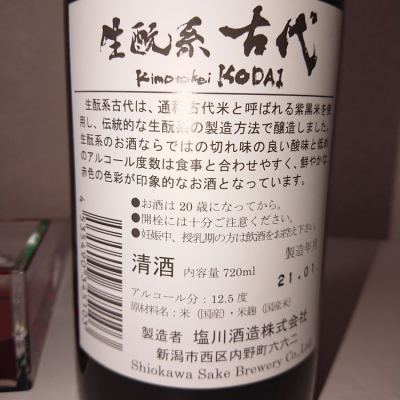 生酛系 古代
Kimotokei KODAI
生酛系古代は、通称古代米と呼ばれる紫黒米を使
用し、伝統的な生酛系の製造方法で醸造しました。
生酛系のお酒ならではの切れ味の良い酸味と低め
のアルコール度数は食事と合わせやすく、鮮やかな
赤色の色彩が印象的なお酒となっています。
●お酒は20歳になってから。
●開栓には十分ご注意ください。
●妊娠中、授乳期の方は飲酒をお控え下さい。
製造年月
清酒 内容量720ml
21.01
アルコール分：12.5度
原材料名：米（国産）・米麹（国産米）
製造者 塩川酒造株式会社
新潟市西区内野町六六二
Shiokawa Sake Brewery Co.,Ltd.